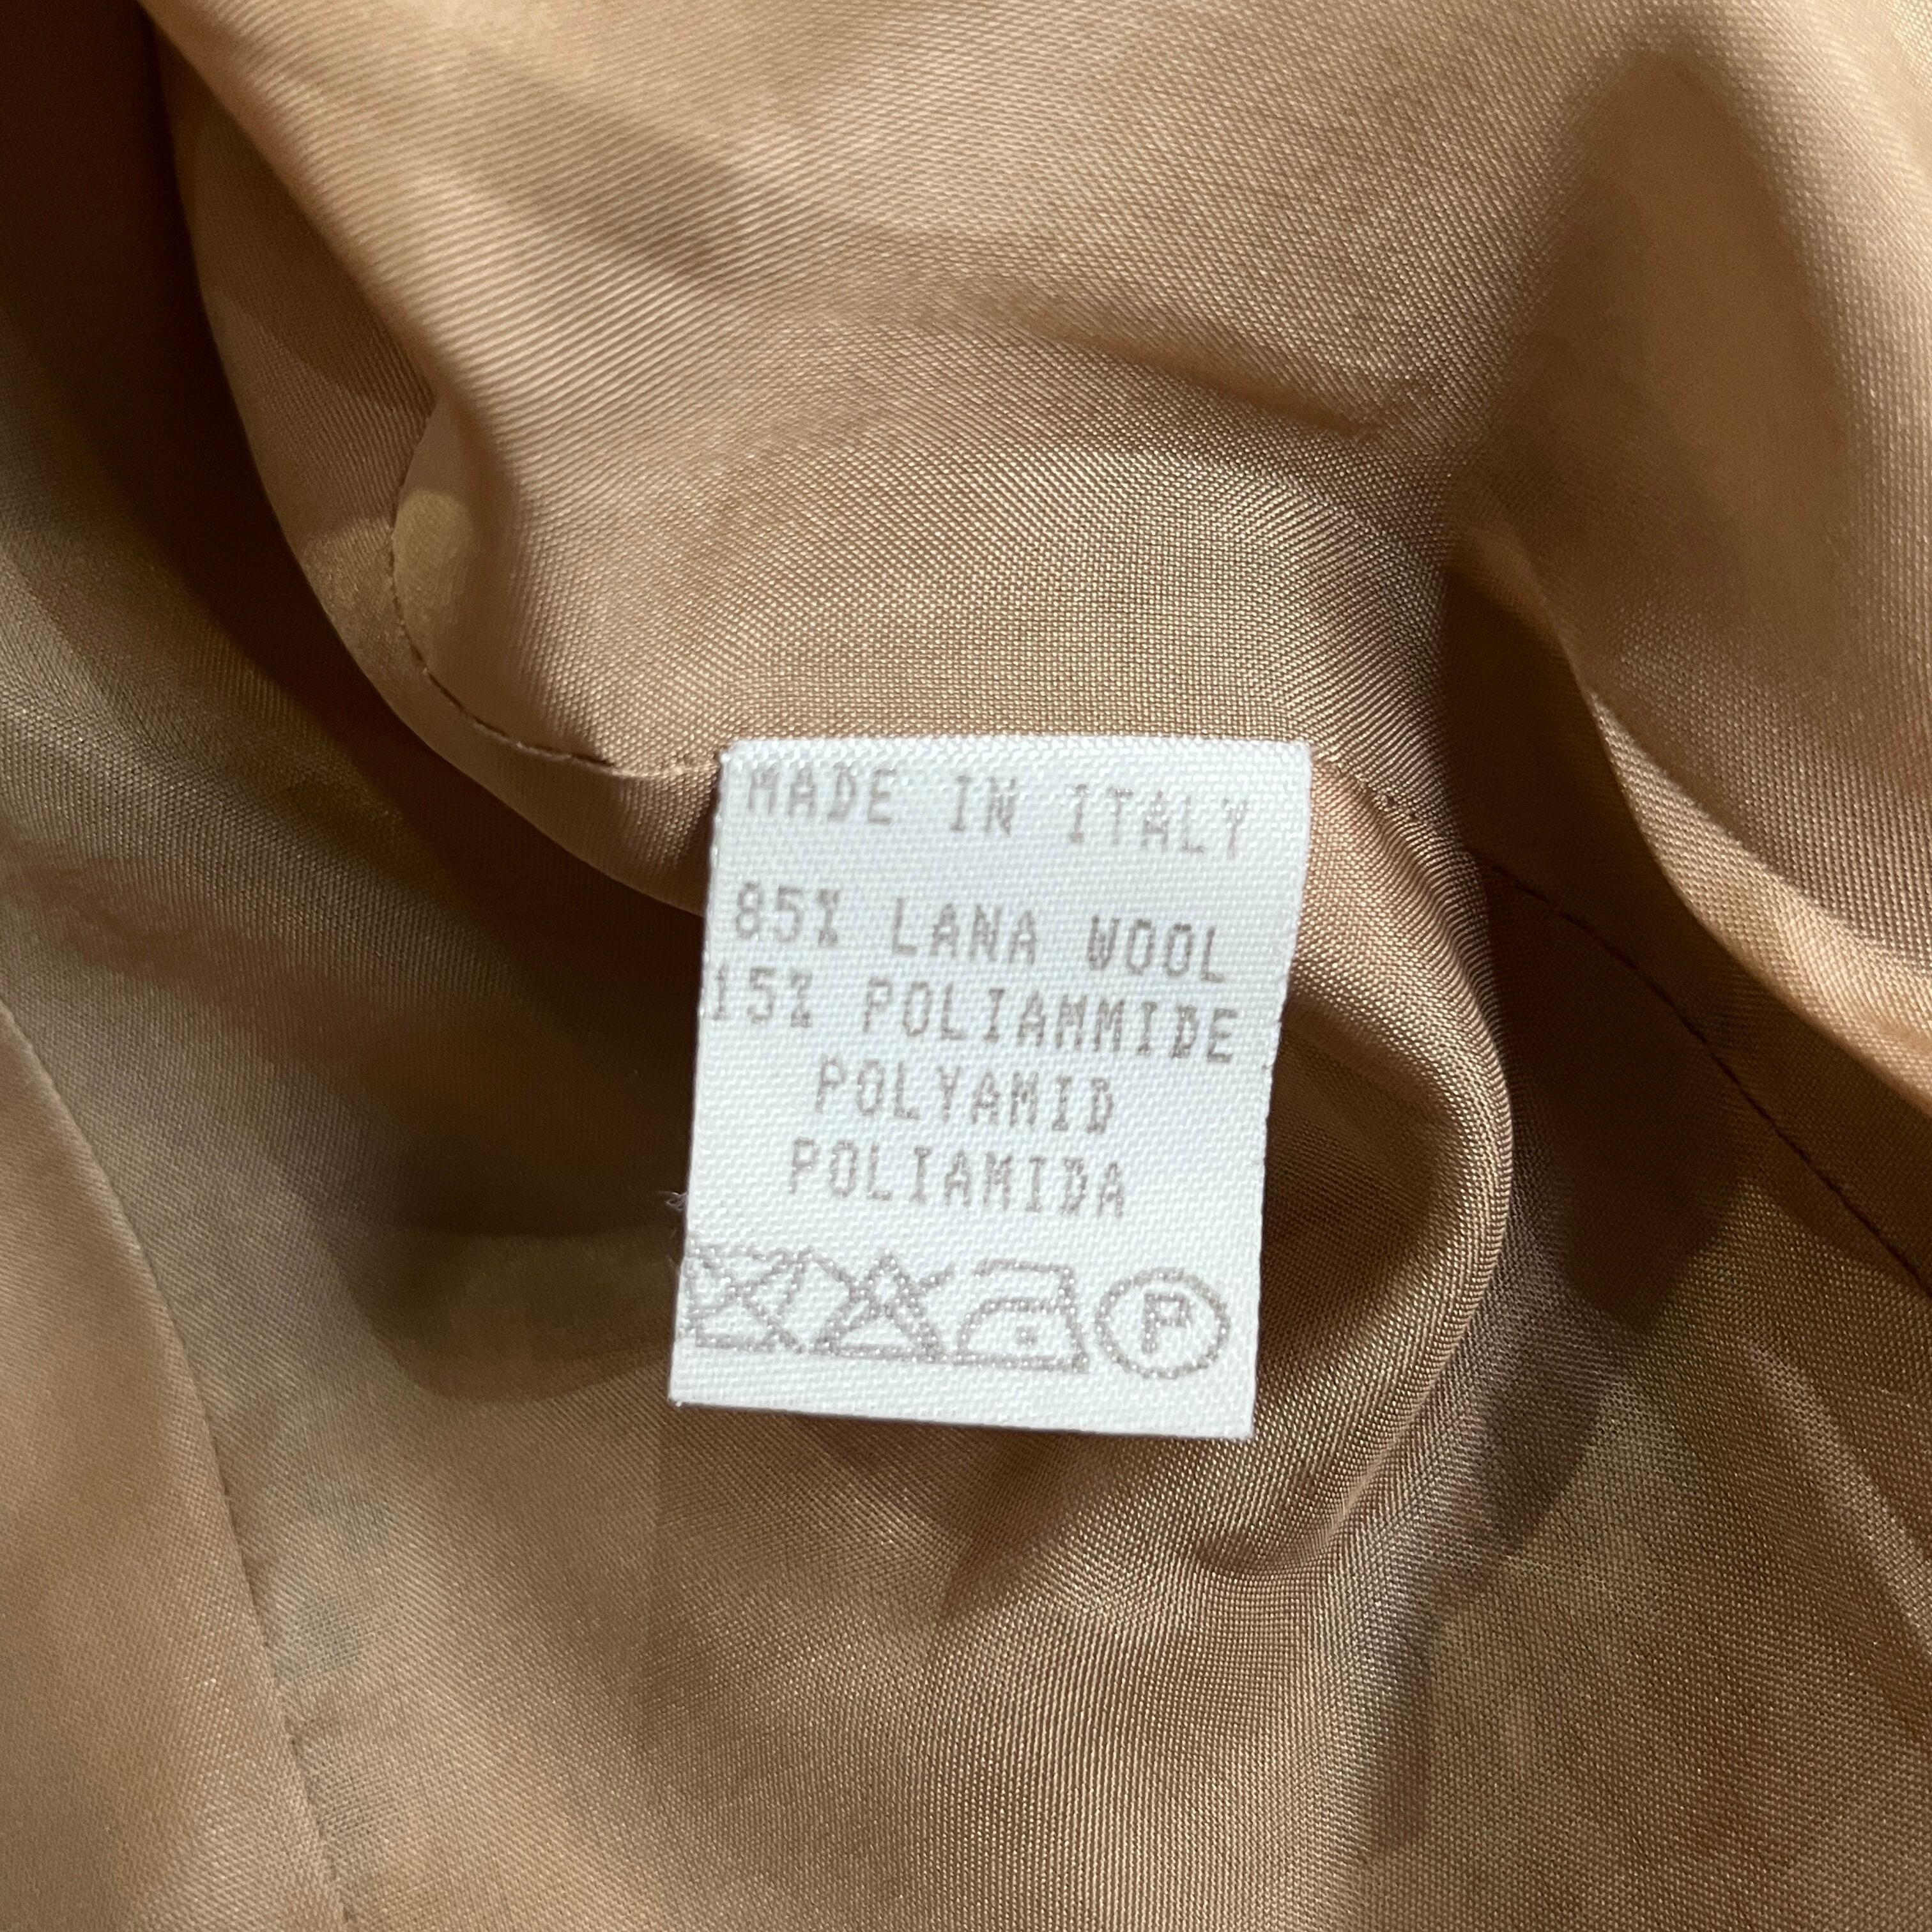 MADE IN ITALY
85% LANA WOOL
15% POLIAMMIDE
POLYAMID
POLIAMIDA
P